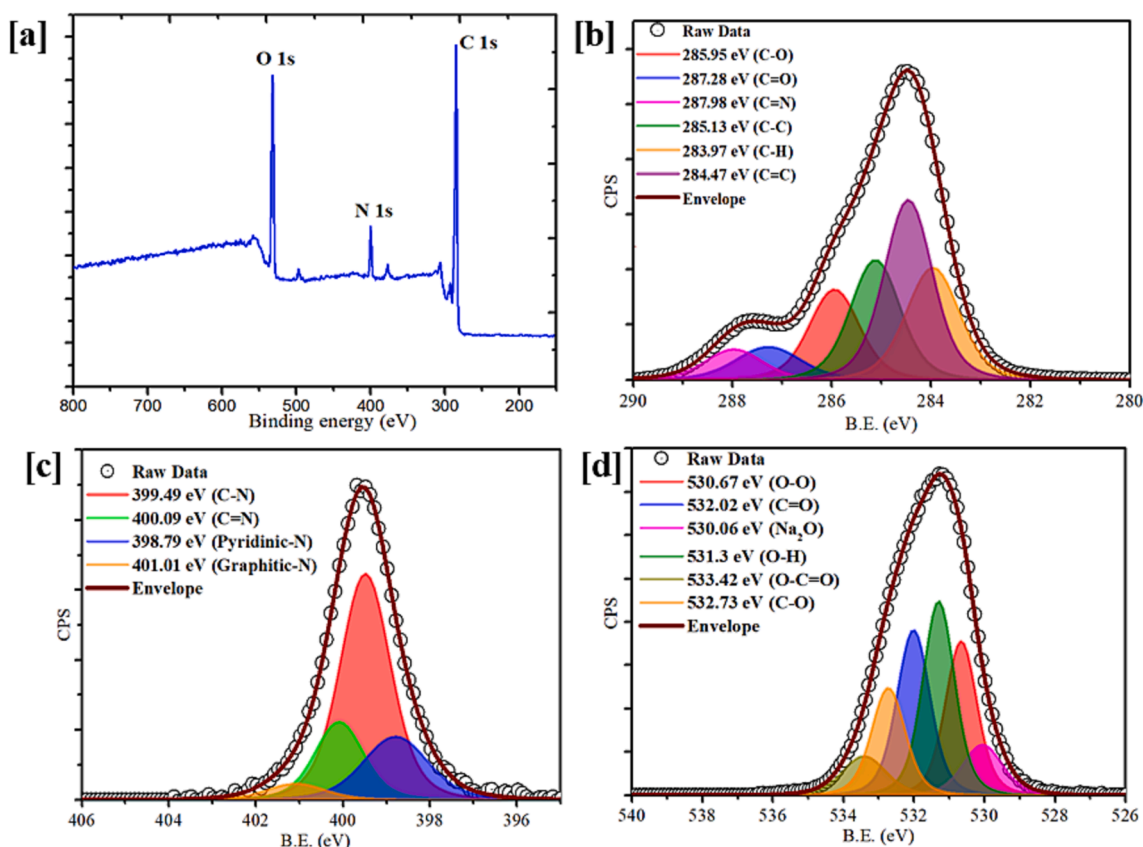 [a]
O 1s
N 1s
C 1s
800 700 600 500 400 300 200
Binding energy (eV)
[b]
Raw Data
285.95 eV (C-O)
287.28 eV (C=O)
287.98 eV (C=N)
285.13 eV (C-C)
283.97 eV (C-H)
284.47 eV (C=C)
Envelope
CPS
290 288 286 284 282 280
B.E. (eV)
[c]
Raw Data
399.49 eV (C-N)
400.09 eV (C=N)
398.79 eV (Pyridinic-N)
401.01 eV (Graphitic-N)
Envelope
CPS
406 404 402 400 398 396
B.E. (eV)
[d]
Raw Data
530.67 eV (O-O)
532.02 eV (C=O)
530.06 eV (Na₂O)
531.3 eV (O-H)
533.42 eV (O-C=O)
532.73 eV (C-O)
Envelope
CPS
540 538 536 534 532 530 528 526
B.E. (eV)